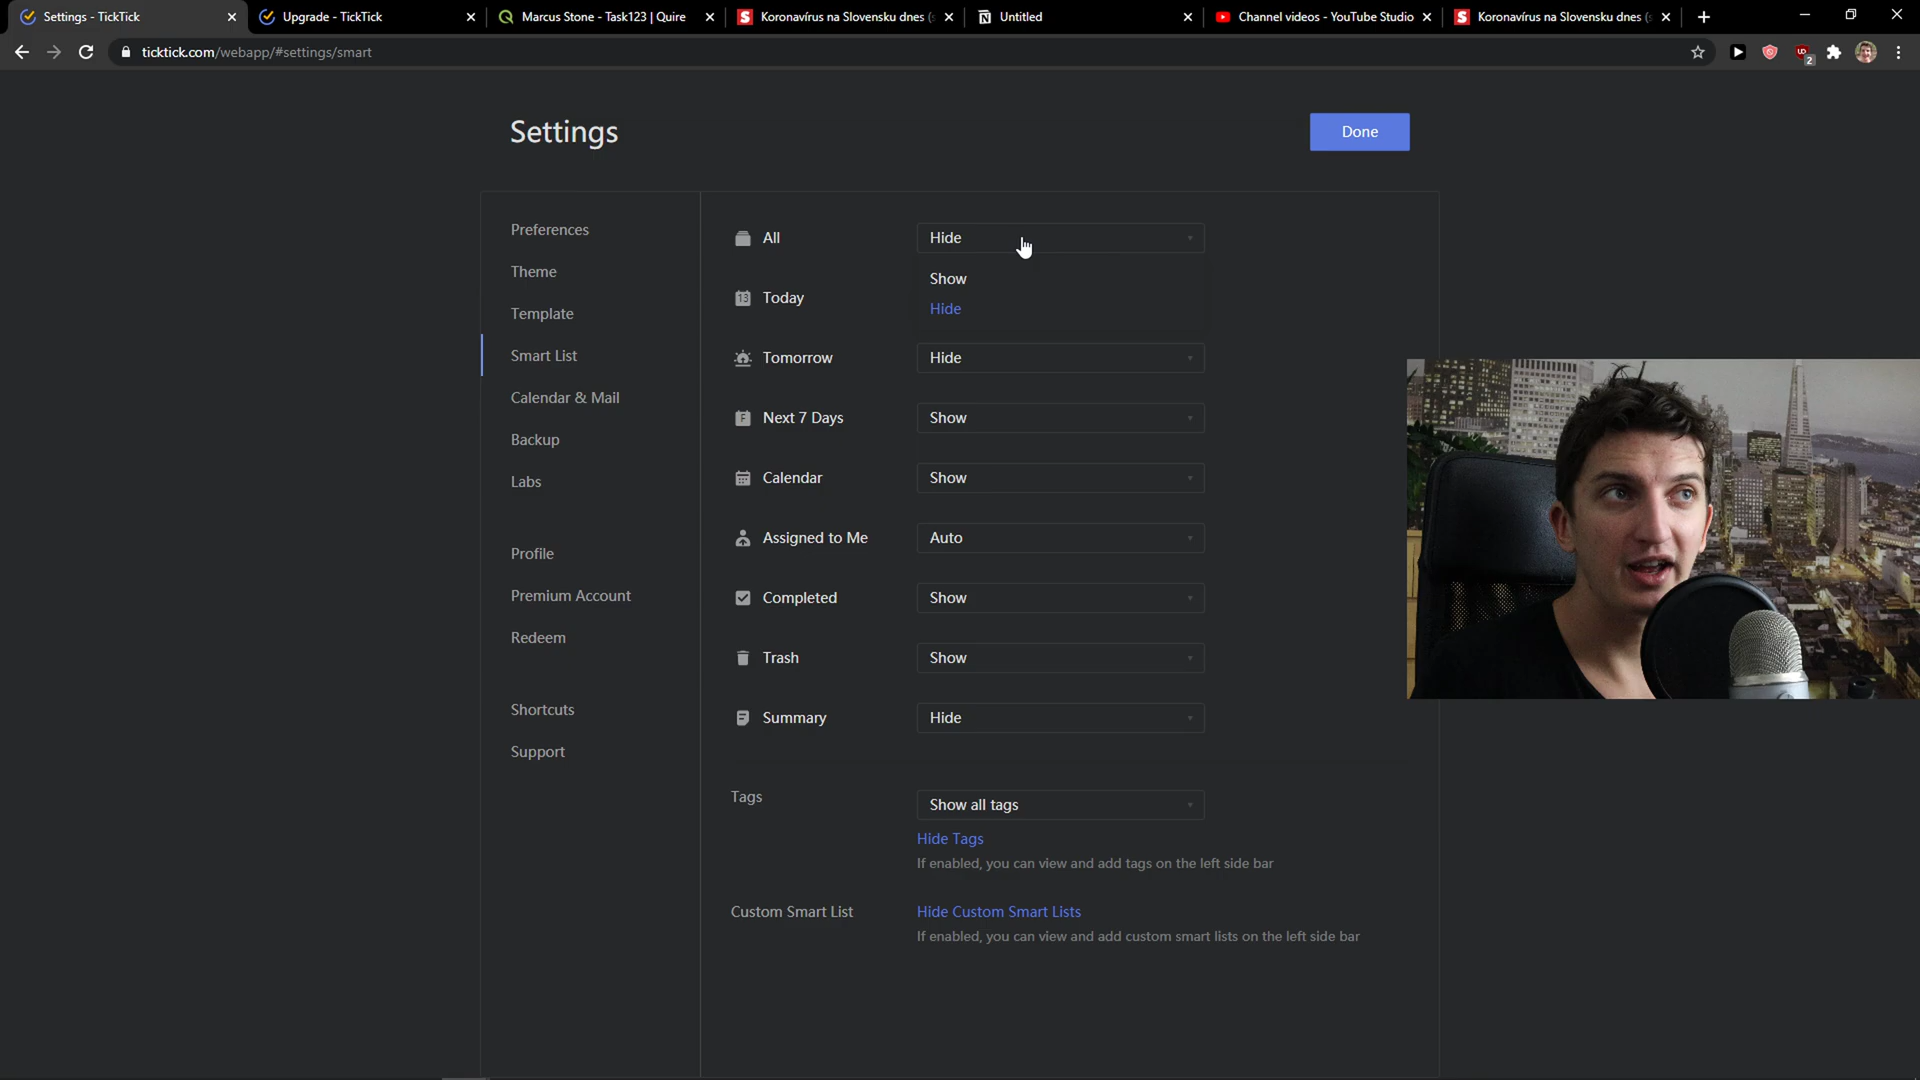 Settings - TickTick
Upgrade - TickTick
Marcus Stone - Task123 | Quire
Koronavírus na Slovensku dnes (
Untitled
Channel videos - YouTube Studio
Koronavírus na Slovensku dnes (
ticktick.com/webapp/#settings/smart
2
Settings
Done
Preferences
Theme
Template
Smart List
Calendar & Mail
Backup
Labs
Profile
Premium Account
Redeem
Shortcuts
Support
All
Hide
Show
Hide
13
Today
Tomorrow
Hide
Next 7 Days
Show
Calendar
Show
Assigned to Me
Auto
Completed
Show
Trash
Show
Summary
Hide
Tags
Show all tags
Hide Tags
If enabled, you can view and add tags on the left side bar
Custom Smart List
Hide Custom Smart Lists
If enabled, you can view and add custom smart lists on the left side bar